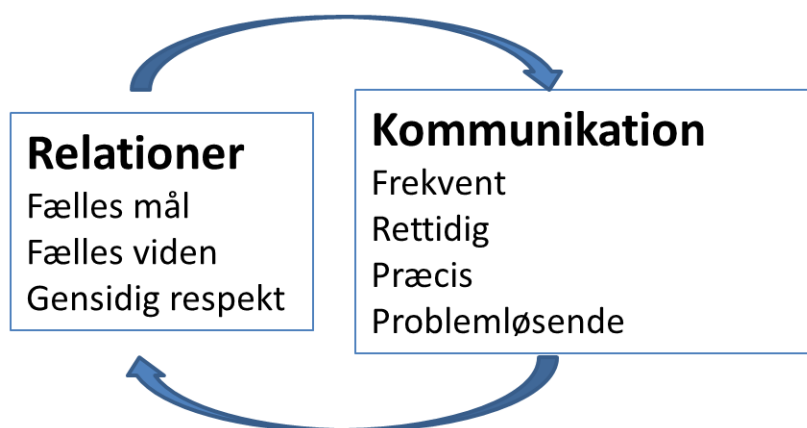 Relationer
Fælles mål
Fælles viden
Gensidig respekt
Kommunikation
Frekvent
Rettidig
Præcis
Problemløsende